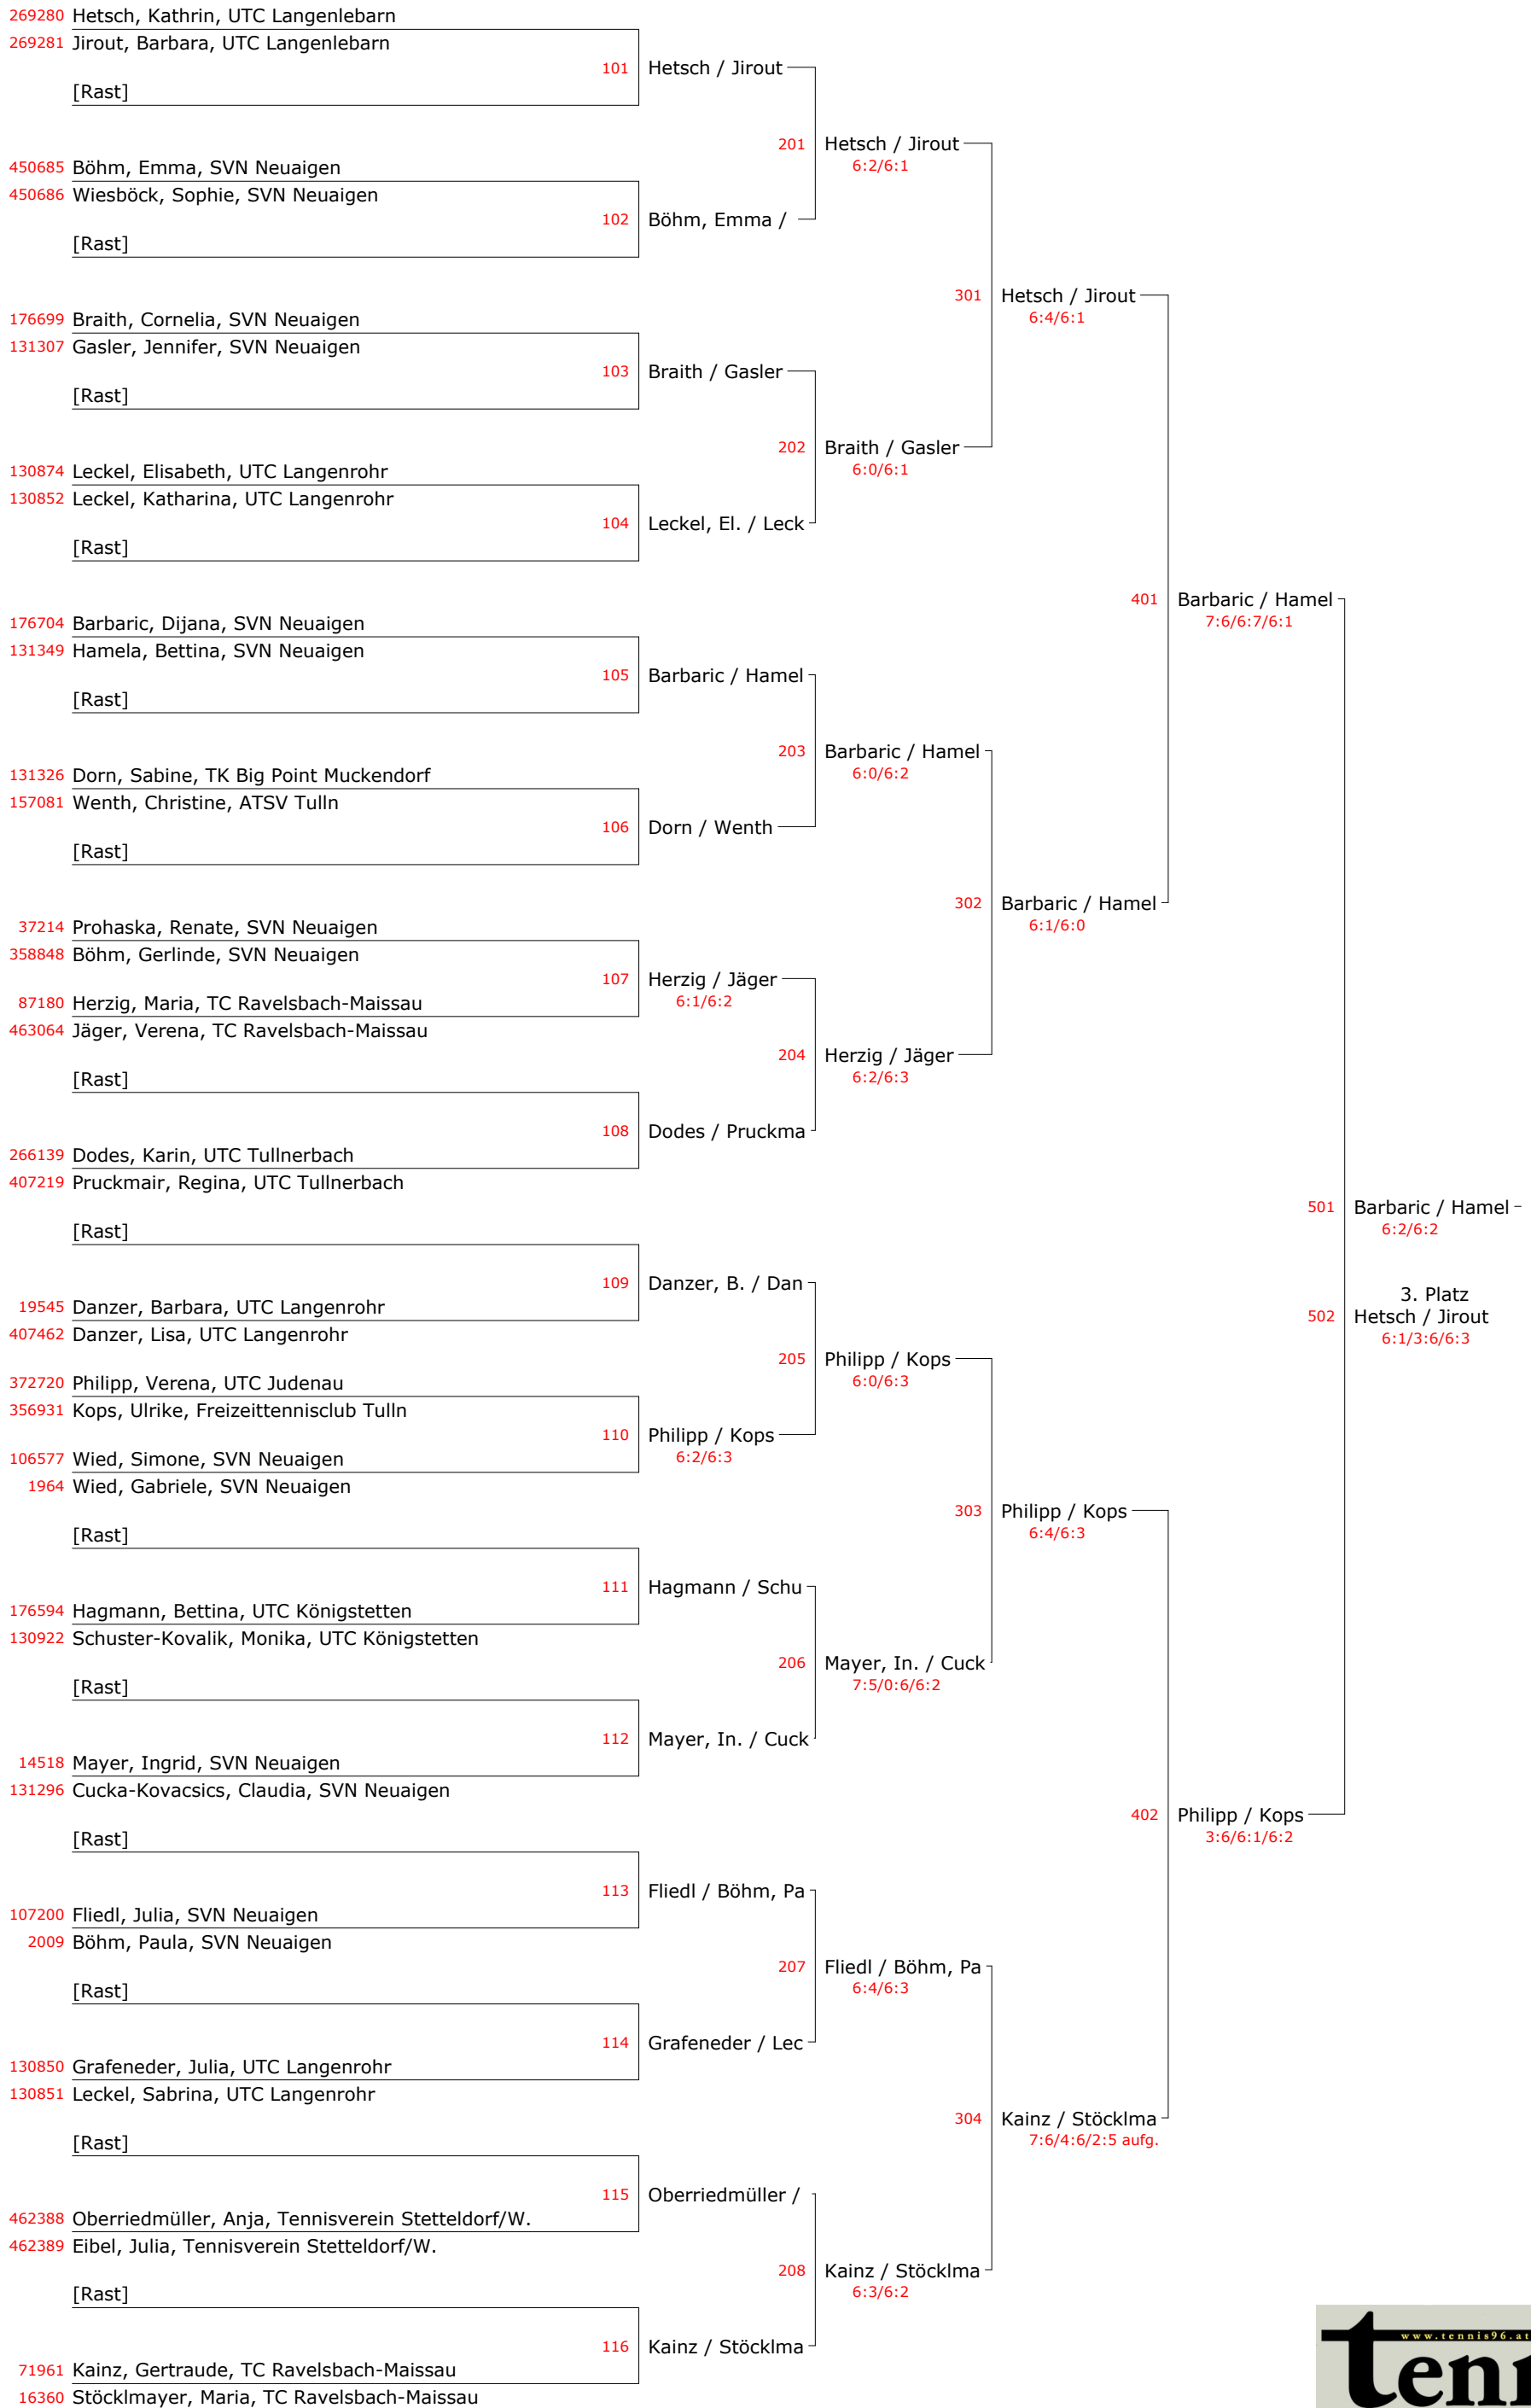 269280 Hetsch, Kathrin, UTC Langenlebarn
269281 Jirout, Barbara, UTC Langenlebarn
101 Hetsch / Jirout
[Rast]
201 Hetsch / Jirout
6:2/6:1
450685 Böhm, Emma, SVN Neuaigen
450686 Wiesböck, Sophie, SVN Neuaigen
102 Böhm, Emma /
[Rast]
301 Hetsch / Jirout
6:4/6:1
176699 Braith, Cornelia, SVN Neuaigen
131307 Gasler, Jennifer, SVN Neuaigen
103 Braith / Gasler
[Rast]
202 Braith / Gasler
6:0/6:1
130874 Leckel, Elisabeth, UTC Langenrohr
130852 Leckel, Katharina, UTC Langenrohr
104 Leckel, El. / Leck
[Rast]
401 Barbaric / Hamel
7:6/6:7/6:1
176704 Barbaric, Dijana, SVN Neuaigen
131349 Hamela, Bettina, SVN Neuaigen
105 Barbaric / Hamel
[Rast]
203 Barbaric / Hamel
6:0/6:2
131326 Dorn, Sabine, TK Big Point Muckendorf
157081 Wenth, Christine, ATSV Tulln
106 Dorn / Wenth
[Rast]
302 Barbaric / Hamel
6:1/6:0
37214 Prohaska, Renate, SVN Neuaigen
358848 Böhm, Gerlinde, SVN Neuaigen
107 Herzig / Jäger
6:1/6:2
87180 Herzig, Maria, TC Ravelsbach-Maissau
463064 Jäger, Verena, TC Ravelsbach-Maissau
204 Herzig / Jäger
6:2/6:3
[Rast]
108 Dodes / Pruckma
266139 Dodes, Karin, UTC Tullnerbach
407219 Pruckmair, Regina, UTC Tullnerbach
501 Barbaric / Hamel
6:2/6:2
[Rast]
109 Danzer, B. / Dan
3. Platz
502 Hetsch / Jirout
6:1/3:6/6:3
19545 Danzer, Barbara, UTC Langenrohr
407462 Danzer, Lisa, UTC Langenrohr
205 Philipp / Kops
6:0/6:3
372720 Philipp, Verena, UTC Judenau
356931 Kops, Ulrike, Freizeittennisclub Tulln
110 Philipp / Kops
6:2/6:3
106577 Wied, Simone, SVN Neuaigen
1964 Wied, Gabriele, SVN Neuaigen
303 Philipp / Kops
6:4/6:3
[Rast]
111 Hagmann / Schu
176594 Hagmann, Bettina, UTC Königstetten
130922 Schuster-Kovalik, Monika, UTC Königstetten
206 Mayer, In. / Cuck
7:5/0:6/6:2
[Rast]
112 Mayer, In. / Cuck
14518 Mayer, Ingrid, SVN Neuaigen
131296 Cucka-Kovacsics, Claudia, SVN Neuaigen
402 Philipp / Kops
3:6/6:1/6:2
[Rast]
113 Fliedl / Böhm, Pa
107200 Fliedl, Julia, SVN Neuaigen
2009 Böhm, Paula, SVN Neuaigen
207 Fliedl / Böhm, Pa
6:4/6:3
[Rast]
114 Grafeneder / Lec
130850 Grafeneder, Julia, UTC Langenrohr
130851 Leckel, Sabrina, UTC Langenrohr
304 Kainz / Stöcklma
7:6/4:6/2:5 aufg.
[Rast]
115 Oberriedmüller /
462388 Oberriedmüller, Anja, Tennisverein Stetteldorf/W.
462389 Eibel, Julia, Tennisverein Stetteldorf/W.
208 Kainz / Stöcklma
6:3/6:2
[Rast]
116 Kainz / Stöcklma
71961 Kainz, Gertraude, TC Ravelsbach-Maissau
16360 Stöcklmayer, Maria, TC Ravelsbach-Maissau
www.tennis96.at
tenn